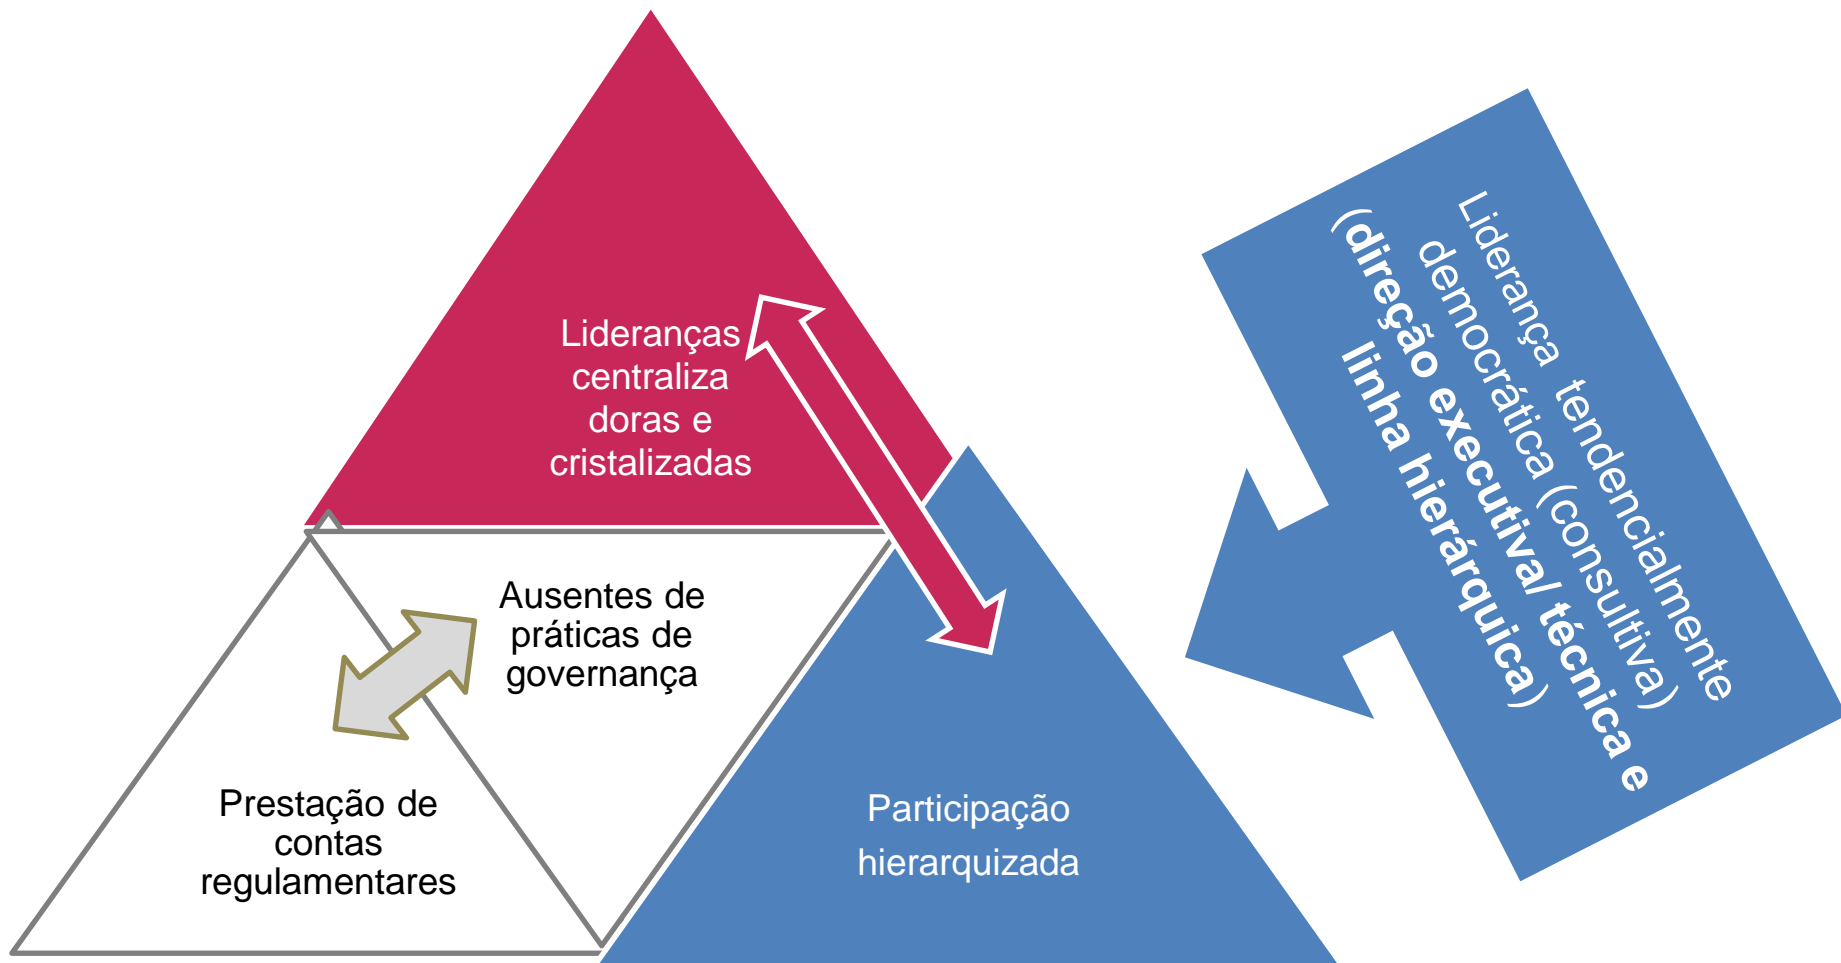 Lideranças
centraliza
doras e
cristalizadas
Ausentes de
práticas de
governança
Prestação de
contas
regulamentares
Participação
hierarquizada
Liderança tendencialmente
democrática (consultiva)
(direção executiva/ técnica e
linha hierárquica)